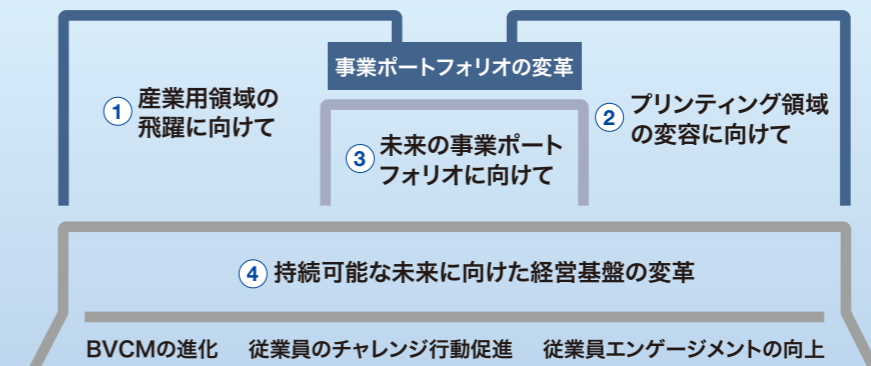 事業ポートフォリオの変革
① 産業用領域の
飛躍に向けて
② プリンティング領域
の変容に向けて
③ 未来の事業ポート
フォリオに向けて
④ 持続可能な未来に向けた経営基盤の変革
BVCMの進化 従業員のチャレンジ行動促進 従業員エンゲージメントの向上